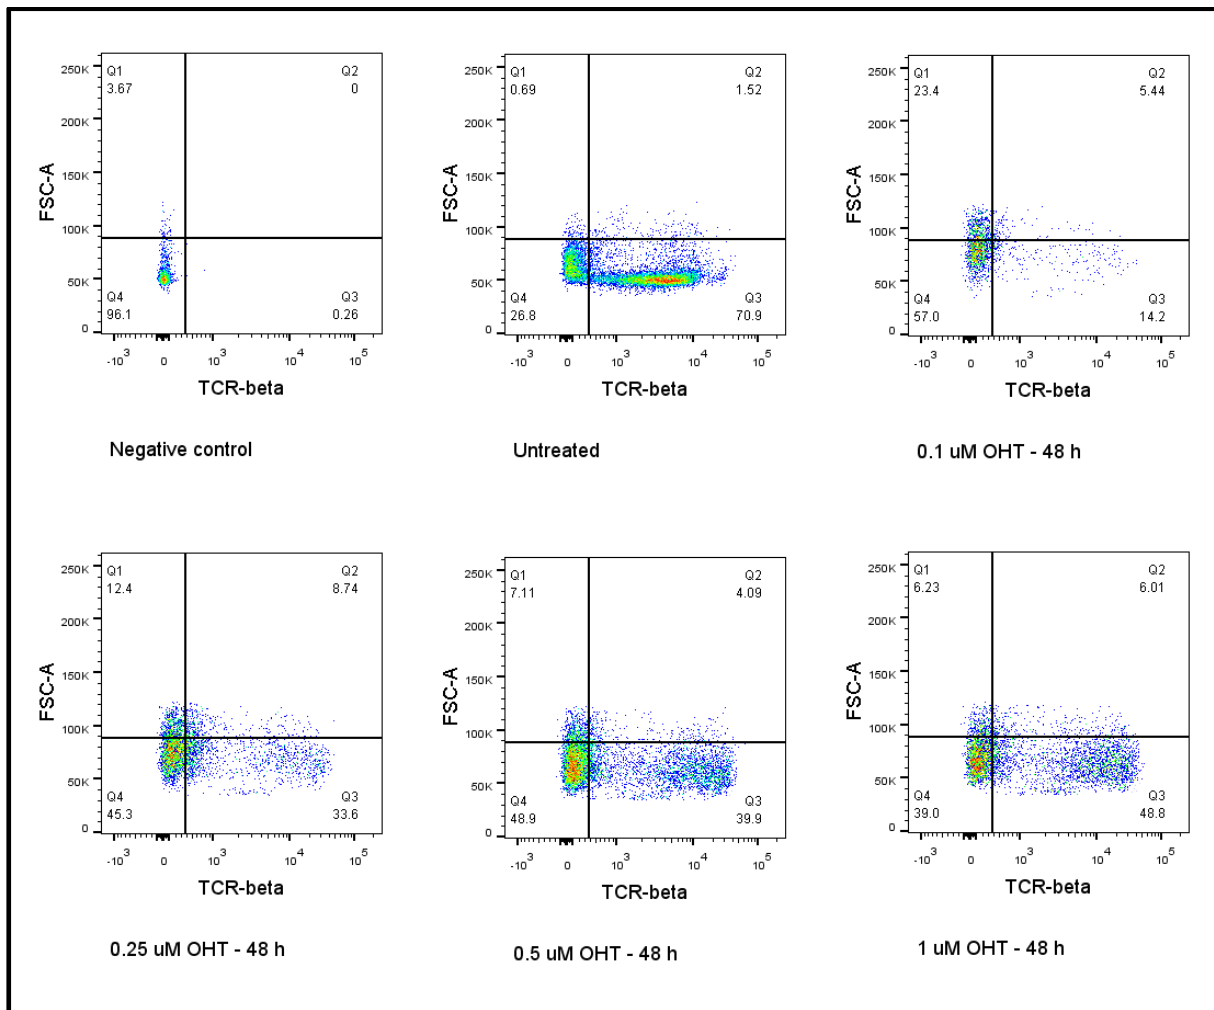 Q1
3.67
Q2
0
250K
200K
150K
100K
50K
0
FSC-A
Q4
96.1
Q3
0.26
-10^3
0
10^3
10^4
10^5
TCR-beta
Negative control
Q1
0.69
Q2
1.52
250K
200K
150K
100K
50K
0
FSC-A
Q4
26.8
Q3
70.9
-10^3
0
10^3
10^4
10^5
TCR-beta
Untreated
Q1
23.4
Q2
5.44
250K
200K
150K
100K
50K
0
FSC-A
Q4
57.0
Q3
14.2
-10^3
0
10^3
10^4
10^5
TCR-beta
0.1 uM OHT - 48 h
Q1
12.4
Q2
8.74
250K
200K
150K
100K
50K
0
FSC-A
Q4
45.3
Q3
33.6
-10^3
0
10^3
10^4
10^5
TCR-beta
0.25 uM OHT - 48 h
Q1
7.11
Q2
4.09
250K
200K
150K
100K
50K
0
FSC-A
Q4
48.9
Q3
39.9
-10^3
0
10^3
10^4
10^5
TCR-beta
0.5 uM OHT - 48 h
Q1
6.23
Q2
6.01
250K
200K
150K
100K
50K
0
FSC-A
Q4
39.0
Q3
48.8
-10^3
0
10^3
10^4
10^5
TCR-beta
1 uM OHT - 48 h